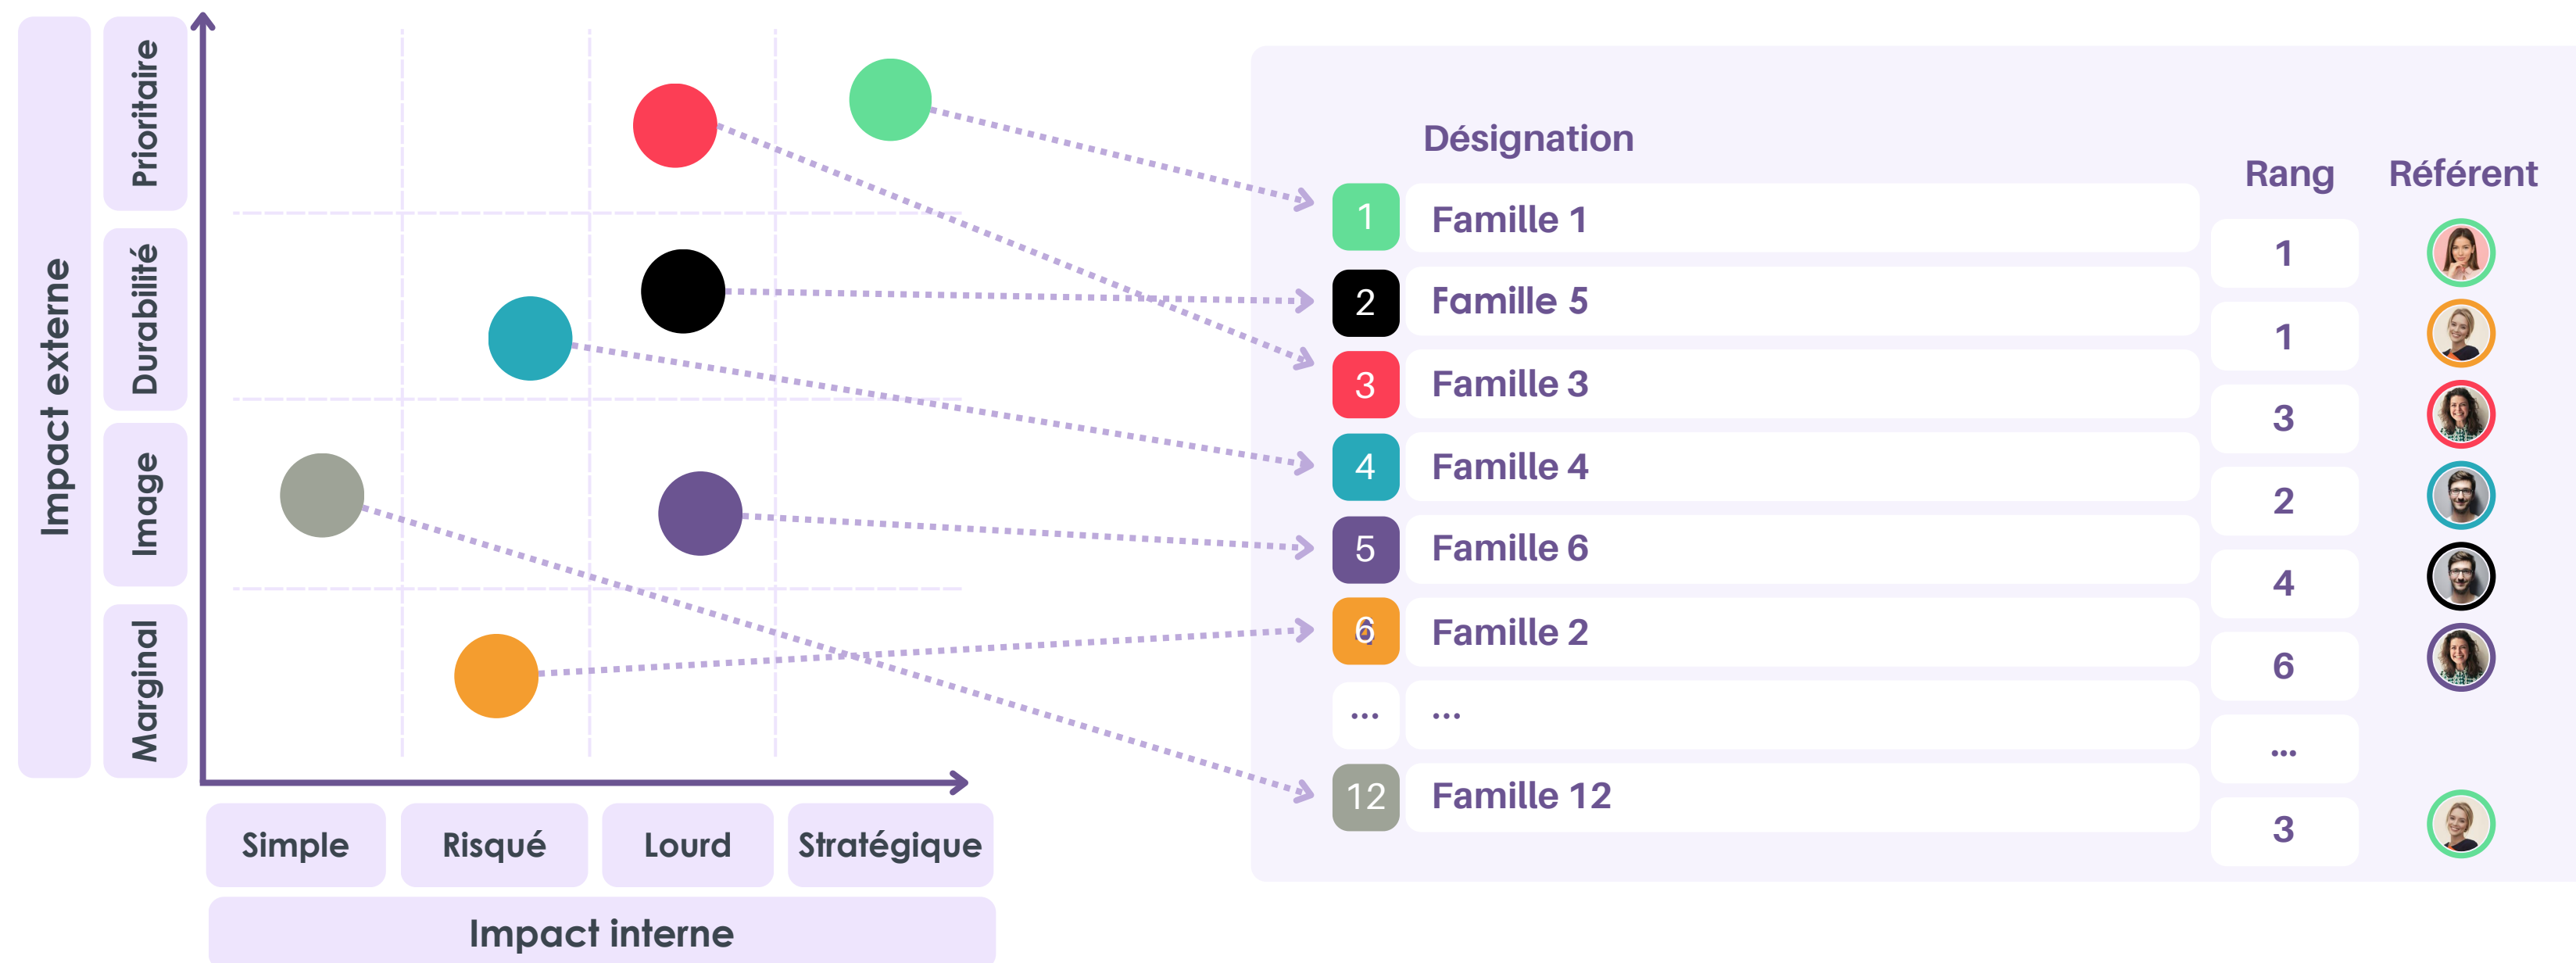 Impact externe
Prioritaire
Durabilité
Image
Marginal
Simple
Risqué
Lourd
Stratégique
Impact interne
Désignation
Rang
Référent
1
Famille 1
1
2
Famille 5
1
3
Famille 3
3
4
Famille 4
2
5
Famille 6
4
6
Famille 2
6
...
...
...
12
Famille 12
3